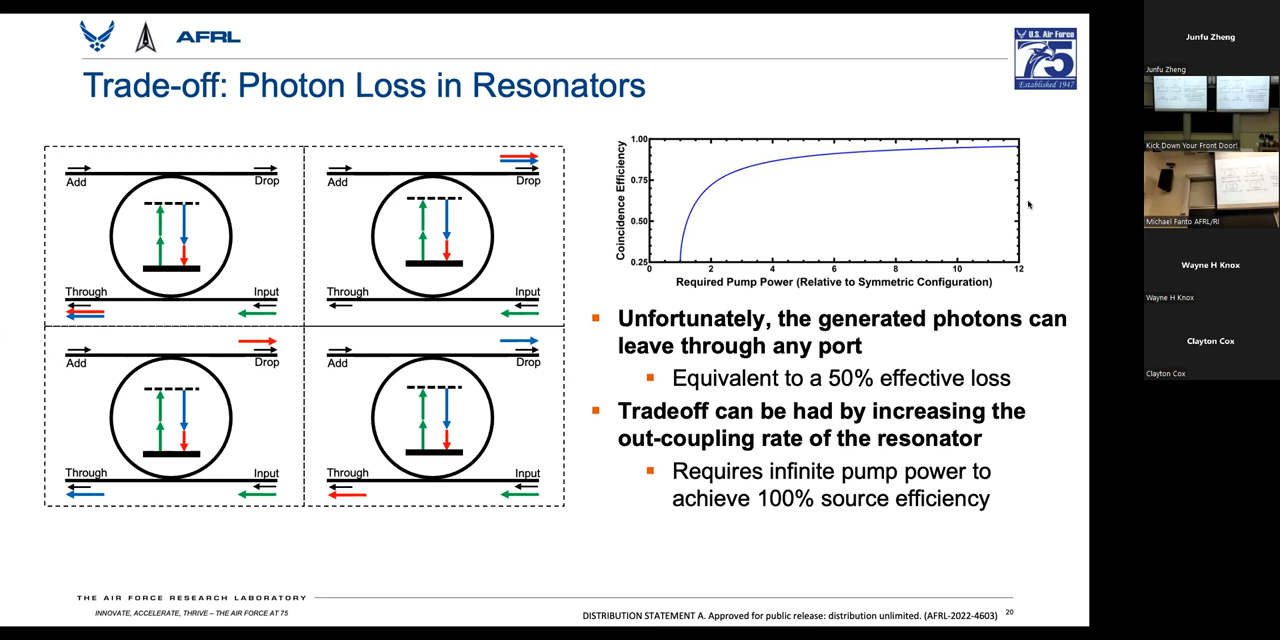 AFRL
U.S. Air Force
75
Established 1947
Trade-off: Photon Loss in Resonators
Add
Drop
Through
Input
Add
Drop
Through
Input
Add
Drop
Through
Input
Add
Drop
Through
Input
Coincidence Efficiency
1.00
0.75
0.50
0.25
0 2 4 6 8 10 12
Required Pump Power (Relative to Symmetric Configuration)
Unfortunately, the generated photons can
leave through any port
Equivalent to a 50% effective loss
Tradeoff can be had by increasing the
out-coupling rate of the resonator
Requires infinite pump power to
achieve 100% source efficiency
THE AIR FORCE RESEARCH LABORATORY
INNOVATE, ACCELERATE, THRIVE – THE AIR FORCE AT 75
DISTRIBUTION STATEMENT A. Approved for public release: distribution unlimited. (AFRL-2022-4603)
20
Junfu Zheng
Junfu Zheng
Kick Down Your Front Door!
Michael Fanto AFRL/RI
Wayne H Knox
Wayne H Knox
Clayton Cox
Clayton Cox